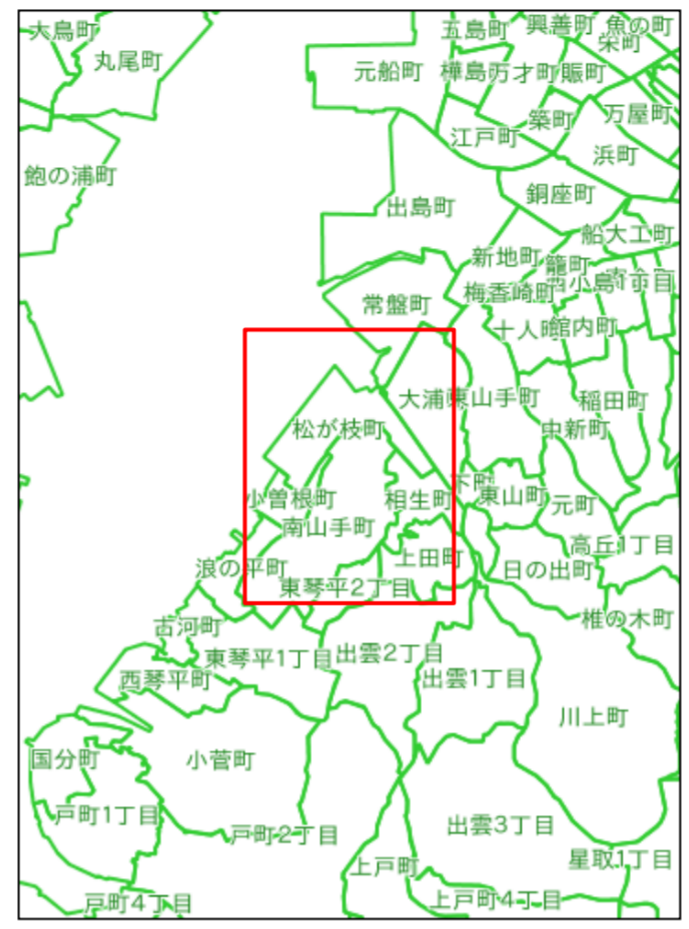 大鳥町
丸尾町
飽の浦町
五島町
興善町
魚の町
栄町
元船町
樺島町
万才町
賑町
万屋町
築町
江戸町
浜町
銅座町
出島町
船大工町
新地町
籠町
梅香崎町
西小島1丁目
常盤町
十人町
館内町
大浦町
東山手町
稲田町
中新町
松が枝町
小曽根町
相生町
下町
東山町
元町
南山手町
高丘1丁目
上田町
日の出町
浪の平町
東琴平2丁目
椎の木町
古河町
東琴平1丁目
出雲2丁目
西琴平町
出雲1丁目
川上町
国分町
小菅町
戸町1丁目
戸町2丁目
出雲3丁目
上戸町
星取1丁目
戸町4丁目
上戸町4丁目